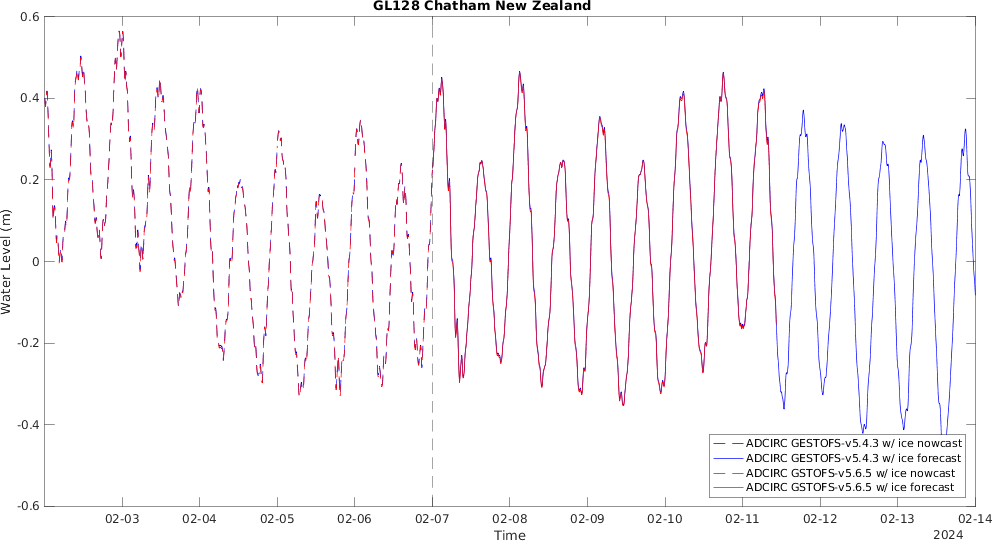 GL128 Chatham New Zealand
0.6
0.4
0.2
0
-0.2
-0.4
-0.6
Water Level (m)
ADCIRC GESTOFS-v5.4.3 w/ ice nowcast
ADCIRC GESTOFS-v5.4.3 w/ ice forecast
ADCIRC GSTOFS-v5.6.5 w/ ice nowcast
ADCIRC GSTOFS-v5.6.5 w/ ice forecast
02-03 02-04 02-05 02-06 02-07 02-08 02-09 02-10 02-11 02-12 02-13 02-14
Time
2024